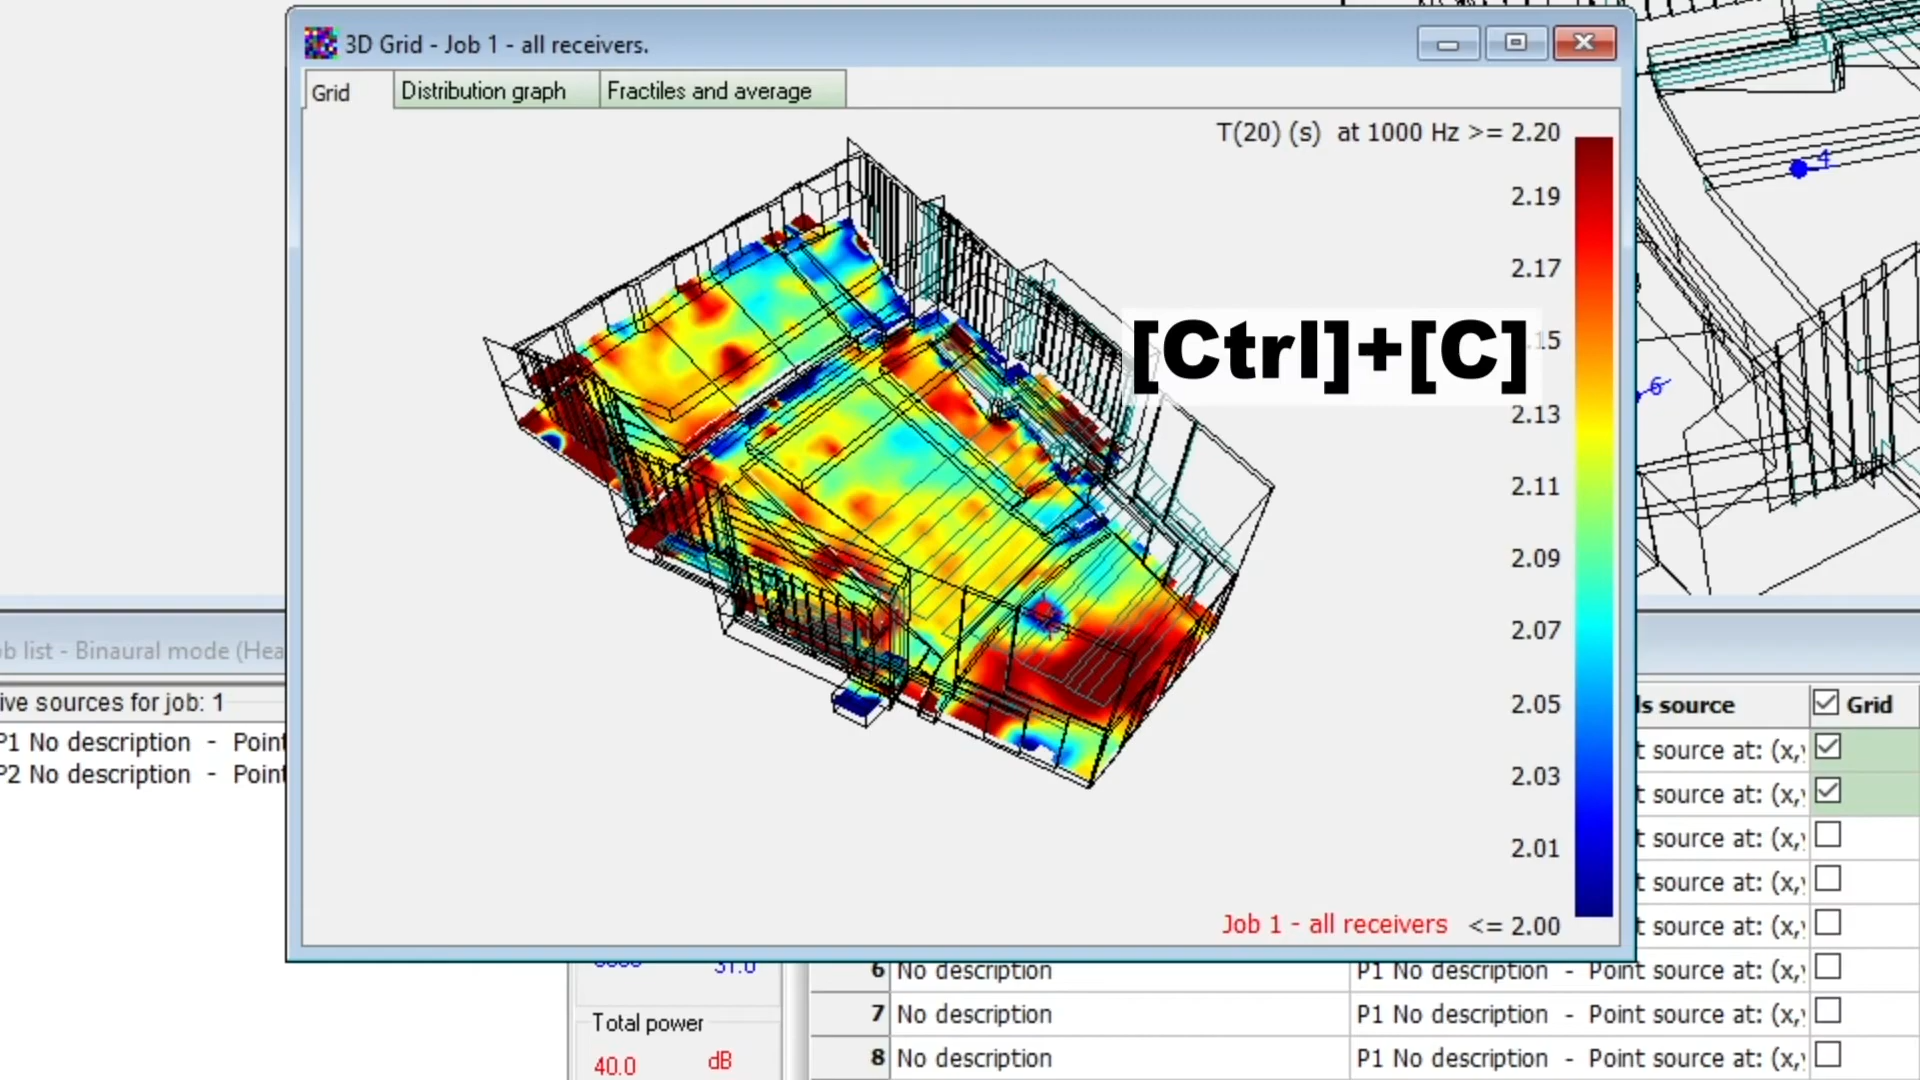 3D Grid - Job 1 - all receivers.
Grid
Distribution graph
Fractiles and average
T(20) (s) at 1000 Hz >= 2.20
2.19
2.17
[Ctrl]+[C]
.15
2.13
2.11
2.09
2.07
2.05
2.03
2.01
Job 1 - all receivers <= 2.00
4
6
ob list - Binaural mode (Hea
ive sources for job: 1
P1 No description - Point
P2 No description - Point
ls source
Grid
t source at: (x,
t source at: (x,
t source at: (x,
t source at: (x,
t source at: (x,
31.0
Total power
40.0 dB
6 No description P1 No description - Point source at: (x,
7 No description P1 No description - Point source at: (x,
8 No description P1 No description - Point source at: (x,